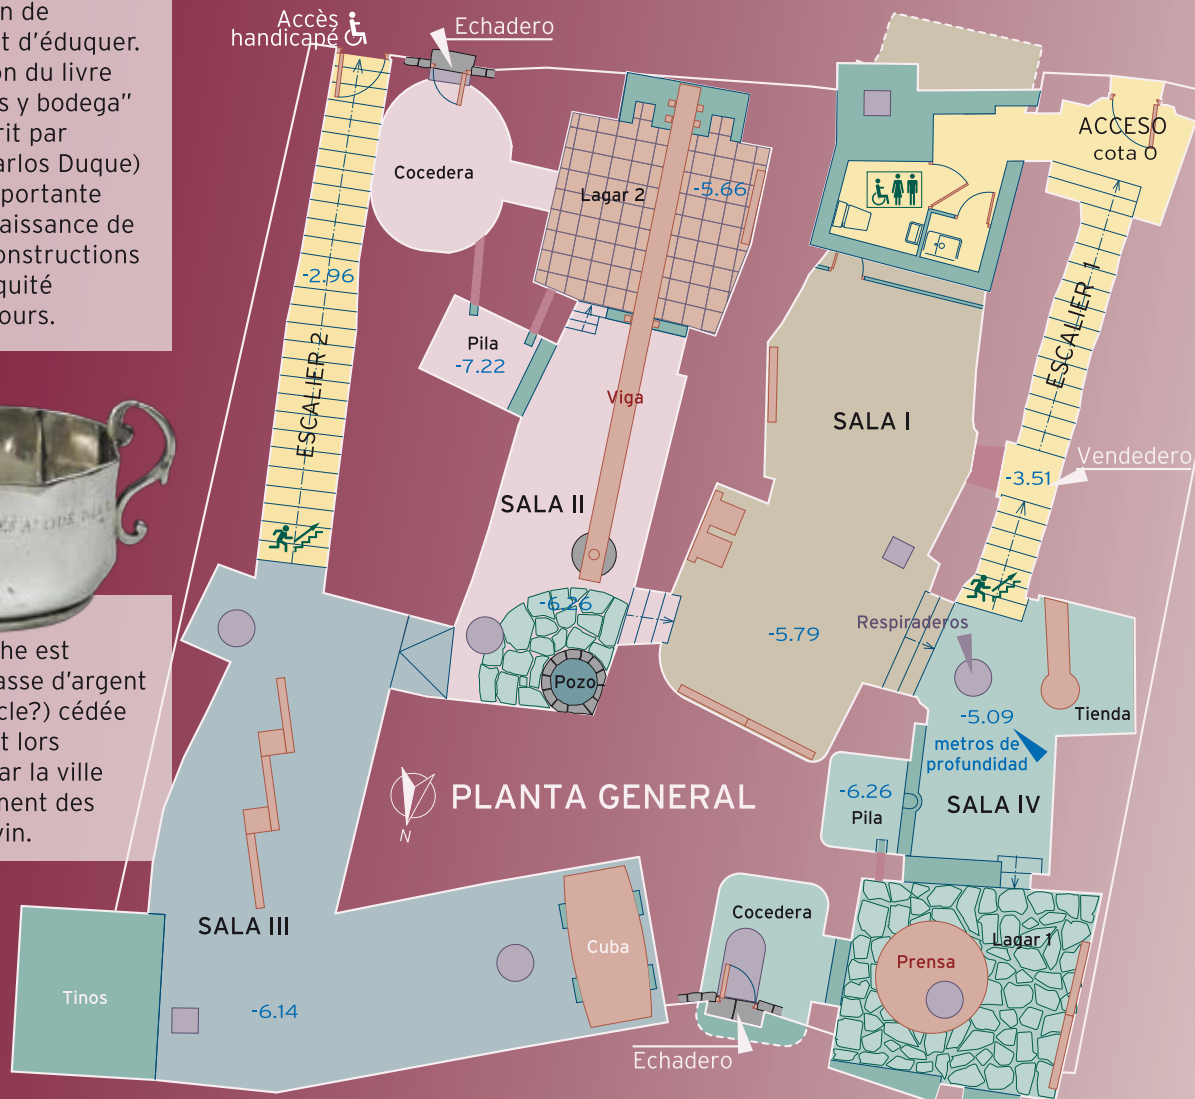 n de
t d'éduquer.
on du livre
s y bodega"
rit par
arlos Duque)
portante
aissance de
onstructions
quité
ours.
he est
asse d'argent
cle?) cédée
t lors
ar la ville
ment des
vin.
Accès
handicapé
Echadero
Cocedera
Lagar 2
-5.66
ACCESO
cota 0
-2.96
ESCALIER 2
Pila
-7.22
Viga
SALA I
ESCALIER 1
Vendedero
-3.51
SALA II
-6.26
Pozo
-5.79
Respiraderos
-5.09
metros de
profundidad
Tienda
PLANTA GENERAL
N
-6.26
Pila
SALA IV
SALA III
Tinos
-6.14
Cuba
Cocedera
Echadero
Lagar 1
Prensa